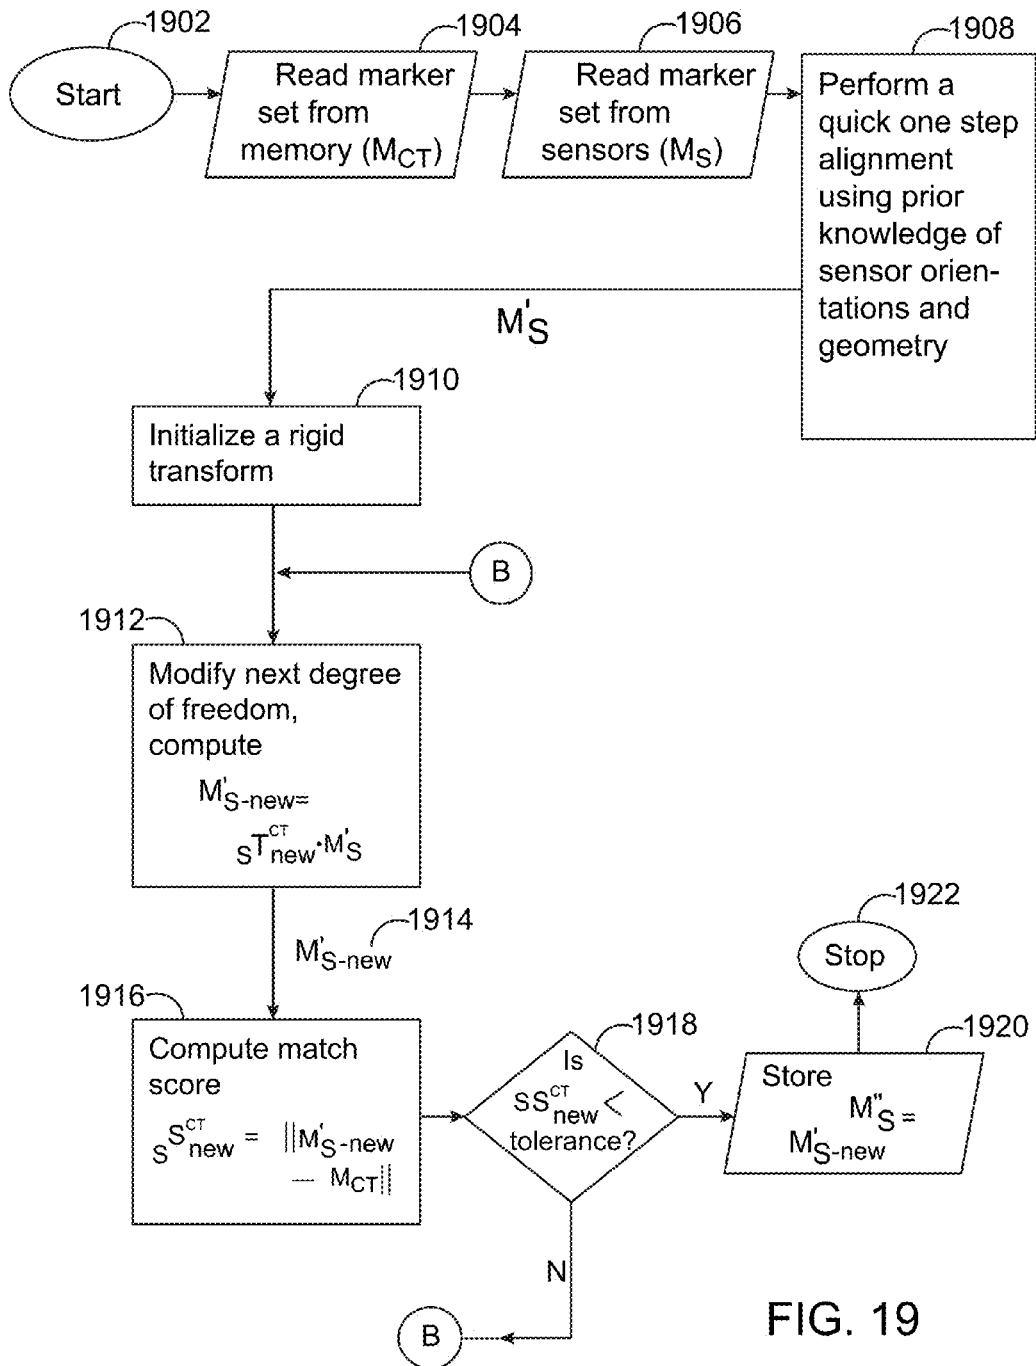 1902
Start
1904
Read marker
set from
memory (M_CT)
1906
Read marker
set from
sensors (M_S)
1908
Perform a
quick one step
alignment
using prior
knowledge of
sensor orien-
tations and
geometry
M'_S
1910
Initialize a rigid
transform
B
1912
Modify next degree
of freedom,
compute
M'_S-new=
_S T^CT_new · M'_S
M'_S-new
1914
1916
Compute match
score
_S S^CT_new = ||M'_S-new
— M_CT||
1918
Is
SS^CT_new <
tolerance?
Y
N
B
1920
Store
M''_S =
M'_S-new
1922
Stop
FIG. 19